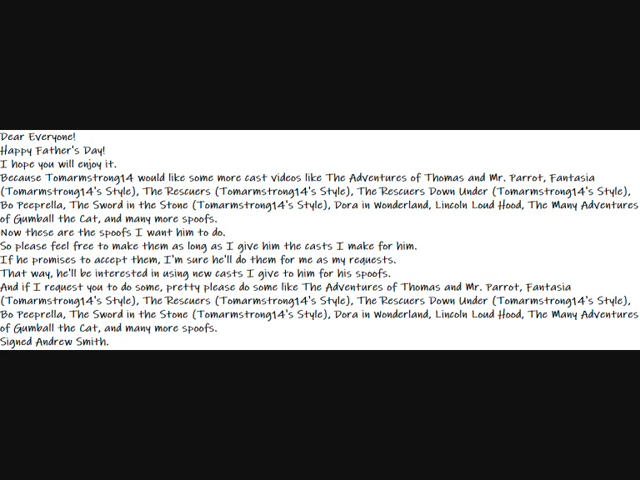 Dear Everyone!
Happy Father's Day!
I hope you will enjoy it.
Because Tomarmstrong14 would like some more cast videos like The Adventures of Thomas and Mr. Parrot, Fantasia
(Tomarmstrong14's Style), The Rescuers (Tomarmstrong14's Style), The Rescuers Down Under (Tomarmstrong14's Style),
Bo Peeprella, The Sword in the Stone (Tomarmstrong14's Style), Dora in Wonderland, Lincoln Loud Hood, The Many Adventures
of Gumball the Cat, and many more spoofs.
Now these are the spoofs I want him to do.
So please feel free to make them as long as I give him the casts I make for him.
If he promises to accept them, I'm sure he'll do them for me as my requests.
That way, he'll be interested in using new casts I give to him for his spoofs.
And if I request you to do some, pretty please do some like The Adventures of Thomas and Mr. Parrot, Fantasia
(Tomarmstrong14's Style), The Rescuers (Tomarmstrong14's Style), The Rescuers Down Under (Tomarmstrong14's Style),
Bo Peeprella, The Sword in the Stone (Tomarmstrong14's Style), Dora in Wonderland, Lincoln Loud Hood, The Many Adventures
of Gumball the Cat, and many more spoofs.
Signed Andrew Smith.